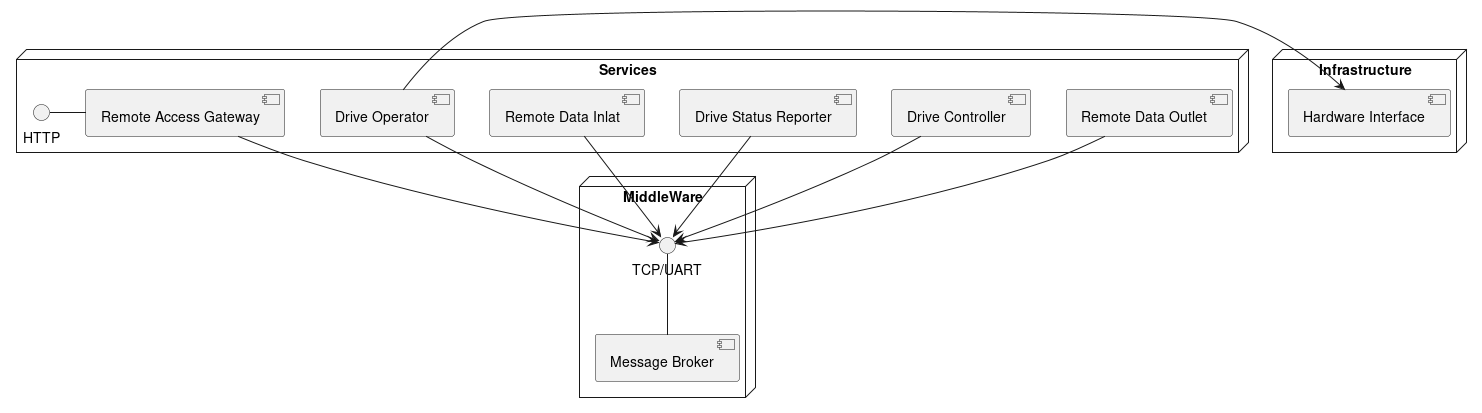 Services
Infrastructure
HTTP
Remote Access Gateway
Drive Operator
Remote Data Inlat
Drive Status Reporter
Drive Controller
Remote Data Outlet
Hardware Interface
MiddleWare
TCP/UART
Message Broker